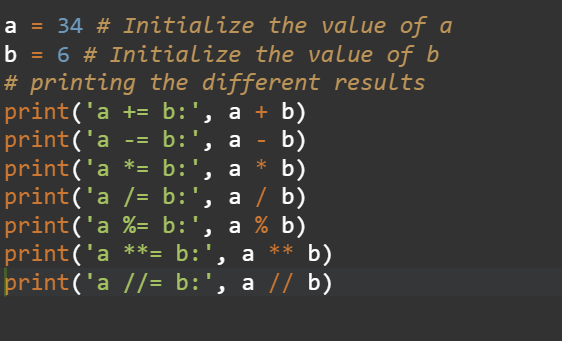 a = 34 # Initialize the value of a
b = 6 # Initialize the value of b
# printing the different results
print('a += b:', a + b)
print('a -= b:', a - b)
print('a *= b:', a * b)
print('a /= b:', a / b)
print('a %= b:', a % b)
print('a **= b:', a ** b)
print('a //= b:', a // b)